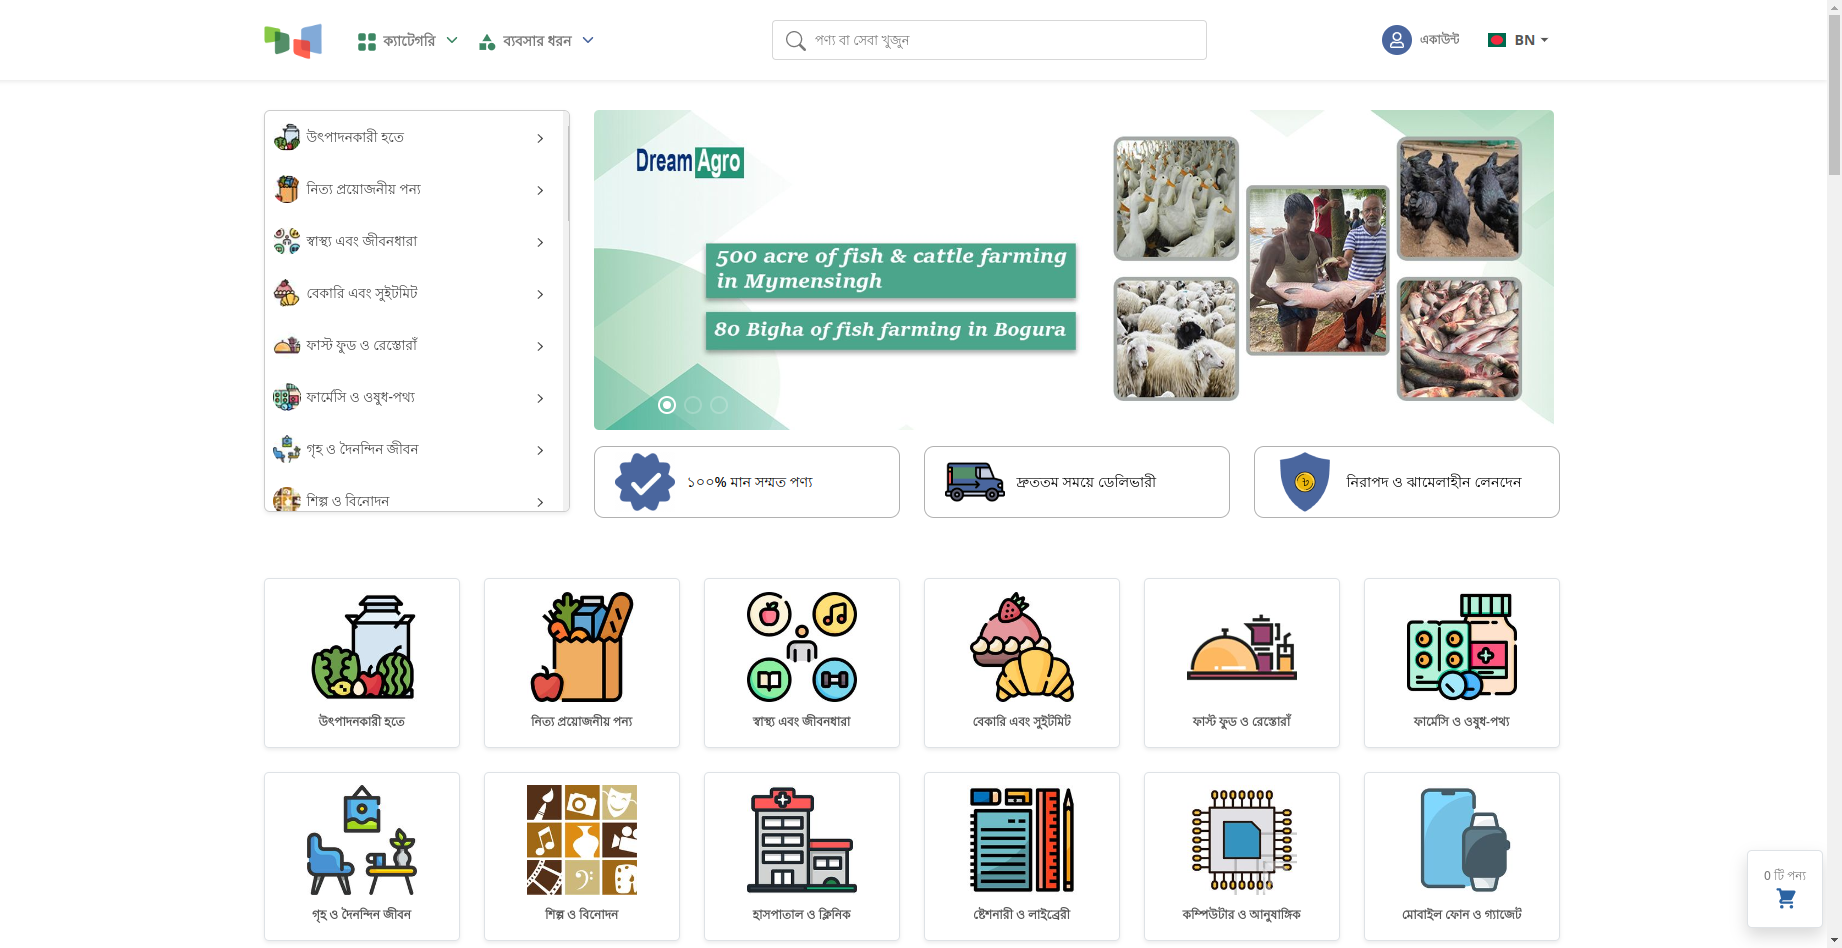 ক্যাটেগরি
ব্যবসার ধরন
পণ্য বা সেবা খুজুন
একাউন্ট
BN
উৎপাদনকারী হতে
নিত্য প্রয়োজনীয় পন্য
স্বাস্থ্য এবং জীবনধারা
বেকারি এবং সুইটমিট
ফাস্ট ফুড ও রেস্তোরাঁ
ফার্মেসি ও ওষুধ-পথ্য
গৃহ ও দৈনন্দিন জীবন
শিল্প ও বিনোদন
Dream Agro
500 acre of fish & cattle farming
in Mymensingh
80 Bigha of fish farming in Bogura
১০০% মান সম্মত পণ্য
দ্রুততম সময়ে ডেলিভারী
নিরাপদ ও ঝামেলাহীন লেনদেন
উৎপাদনকারী হতে
নিত্য প্রয়োজনীয় পন্য
স্বাস্থ্য এবং জীবনধারা
বেকারি এবং সুইটমিট
ফাস্ট ফুড ও রেস্তোরাঁ
ফার্মেসি ও ওষুধ-পথ্য
গৃহ ও দৈনন্দিন জীবন
শিল্প ও বিনোদন
হাসপাতাল ও ক্লিনিক
ষ্টেশনারী ও লাইব্রেরী
কম্পিউটার ও আনুষাঙ্গিক
মোবাইল ফোন ও গ্যাজেট
0 টি পন্য